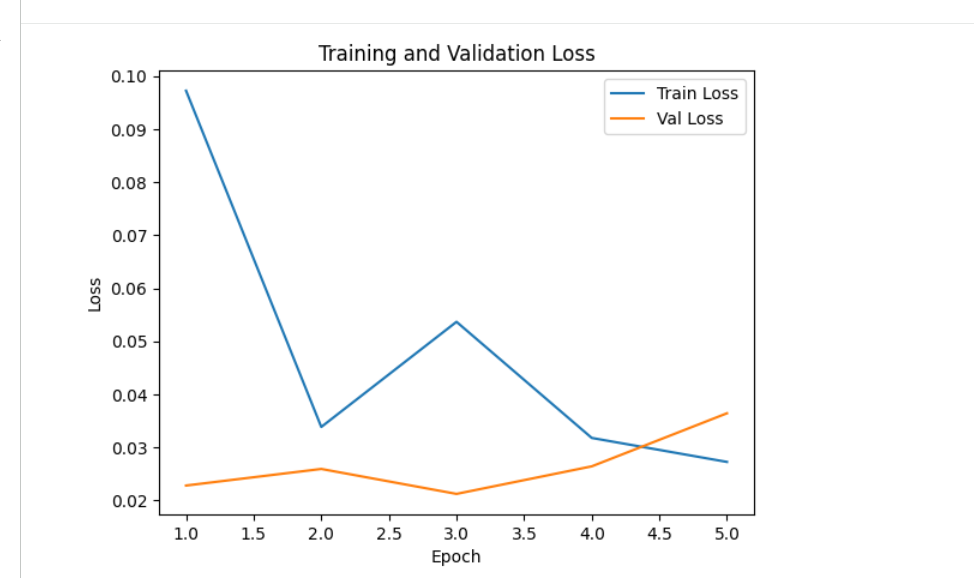 Training and Validation Loss
0.10
0.09
0.08
0.07
0.06
0.05
0.04
0.03
0.02
Loss
Train Loss
Val Loss
1.0 1.5 2.0 2.5 3.0 3.5 4.0 4.5 5.0
Epoch